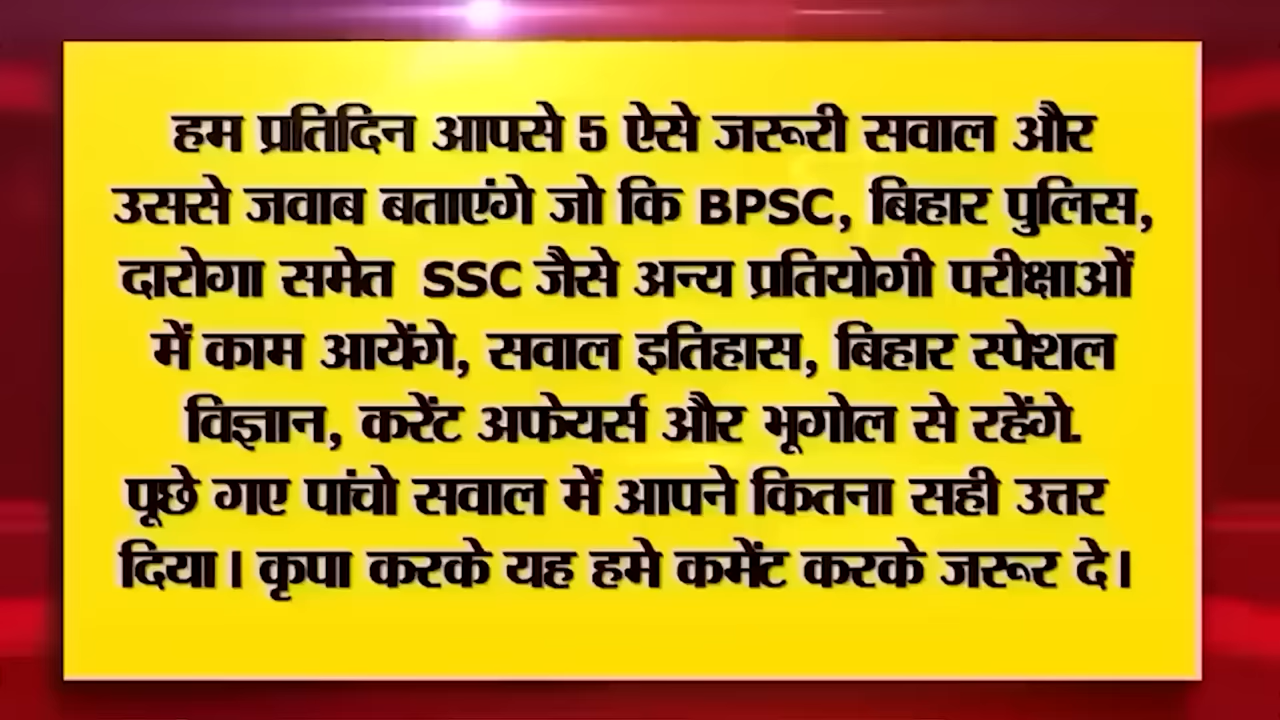 हम प्रतिदिन आपसे 5 ऐसे जरूरी सवाल और
उससे जवाब बताएंगे जो कि BPSC, बिहार पुलिस,
दारोगा समेत SSC जैसे अन्य प्रतियोगी परीक्षाओं
में काम आयेंगे, सवाल इतिहास, बिहार स्पेशल
विज्ञान, करेंट अफेयर्स और भूगोल से रहेंगे.
पूछे गए पांचो सवाल में आपने कितना सही उत्तर
दिया। कृपा करके यह हमे कमेंट करके जरूर दे।